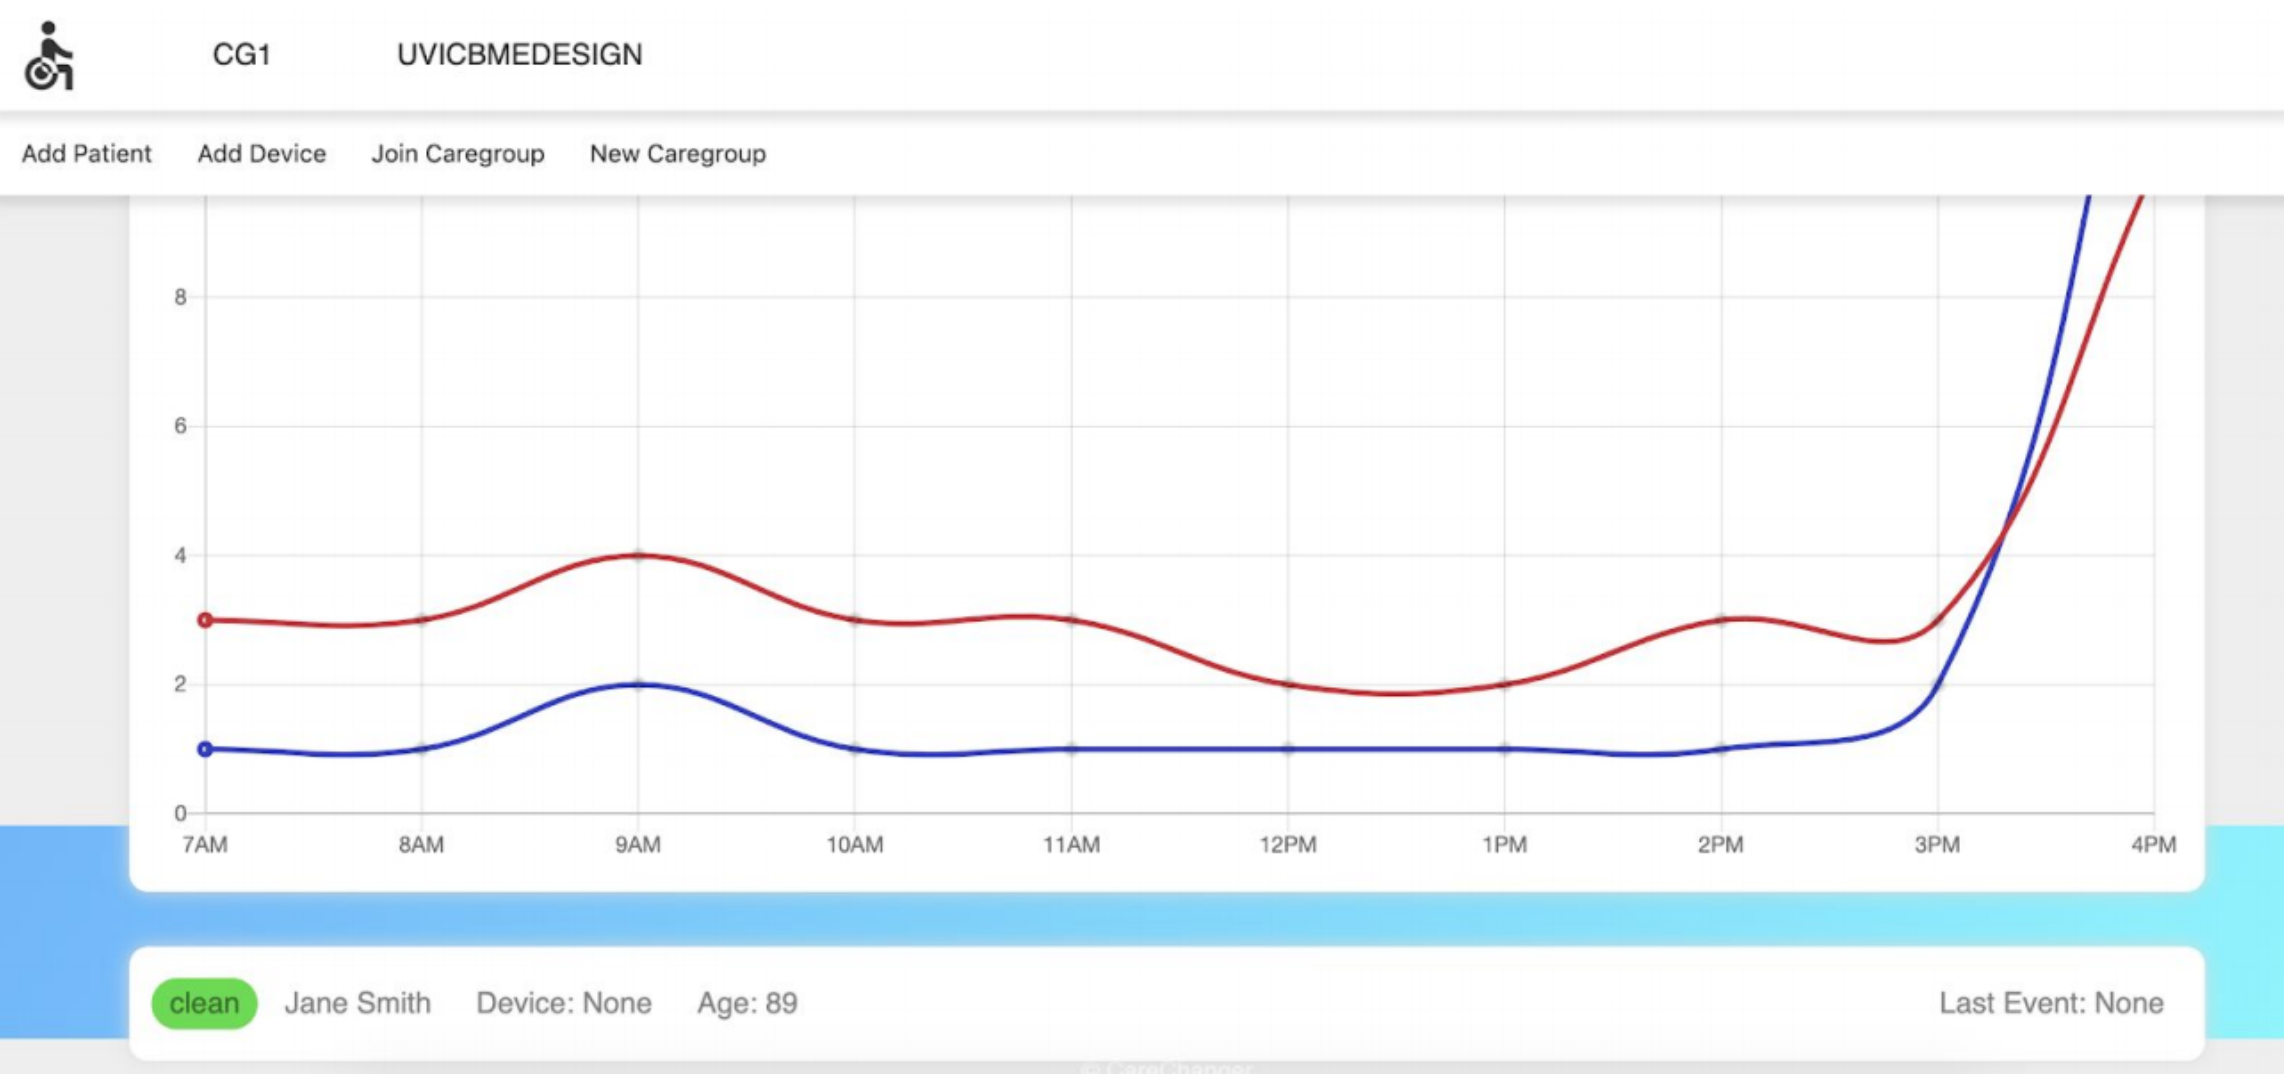 CG1 UVICBMEDESIGN
Add Patient Add Device Join Caregroup New Caregroup
8
6
4
2
0
7AM 8AM 9AM 10AM 11AM 12PM 1PM 2PM 3PM 4PM
clean Jane Smith Device: None Age: 89 Last Event: None
© CareChanger